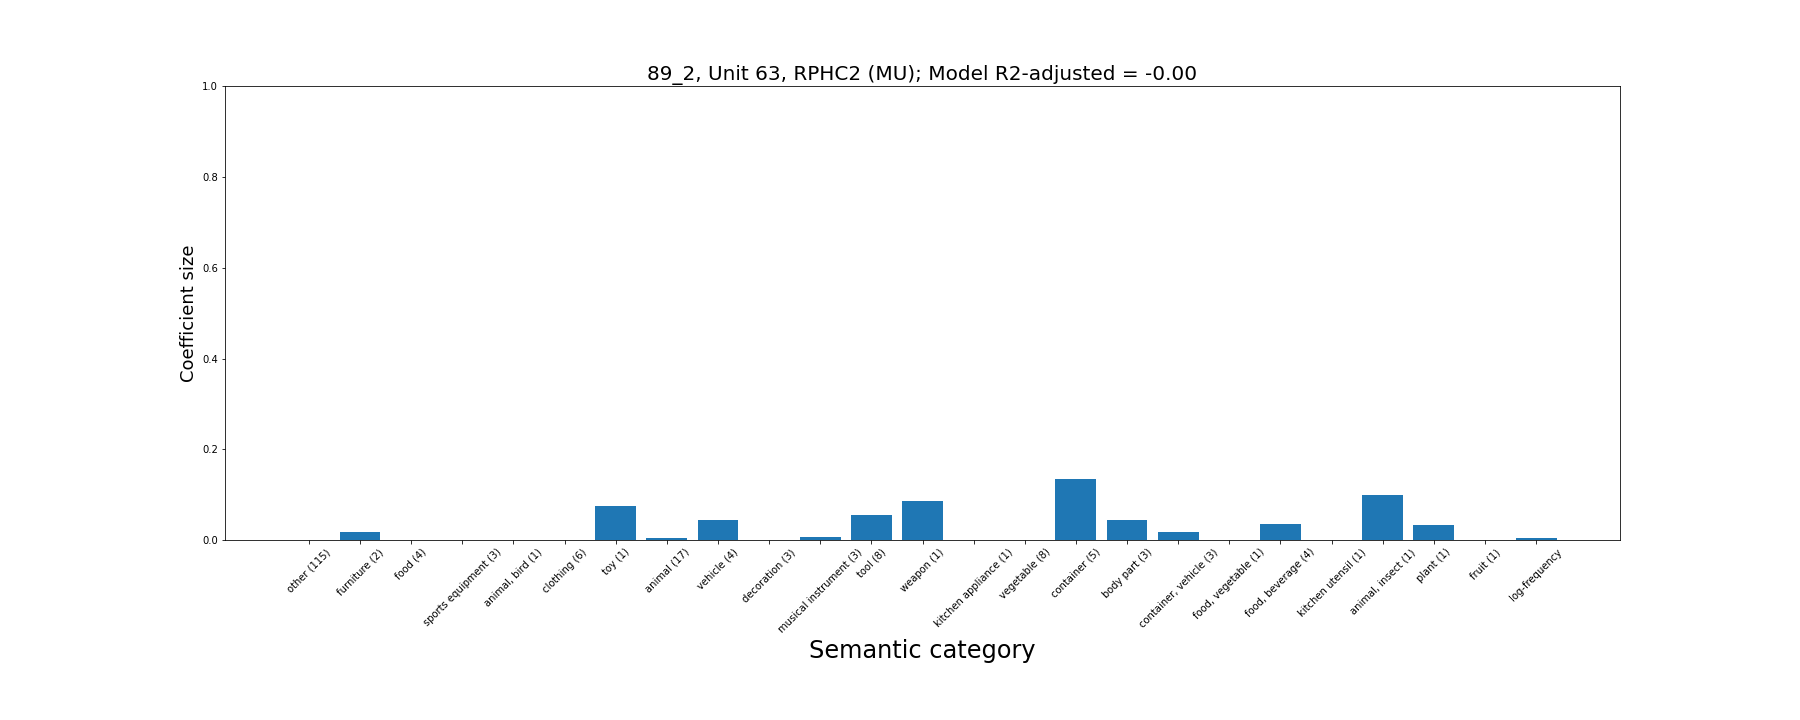 89_2, Unit 63, RPHC2 (MU); Model R2-adjusted = -0.00
Coefficient size
1.0
0.8
0.6
0.4
0.2
0.0
other (115)
furniture (2)
food (4)
sports equipment (3)
animal, bird (1)
clothing (6)
toy (1)
animal (17)
vehicle (4)
decoration (3)
musical instrument (3)
tool (8)
weapon (1)
kitchen appliance (1)
vegetable (8)
container (5)
body part (3)
container, vehicle (3)
food, vegetable (1)
food, beverage (4)
kitchen utensil (1)
animal, insect (1)
plant (1)
fruit (1)
log-frequency
Semantic category